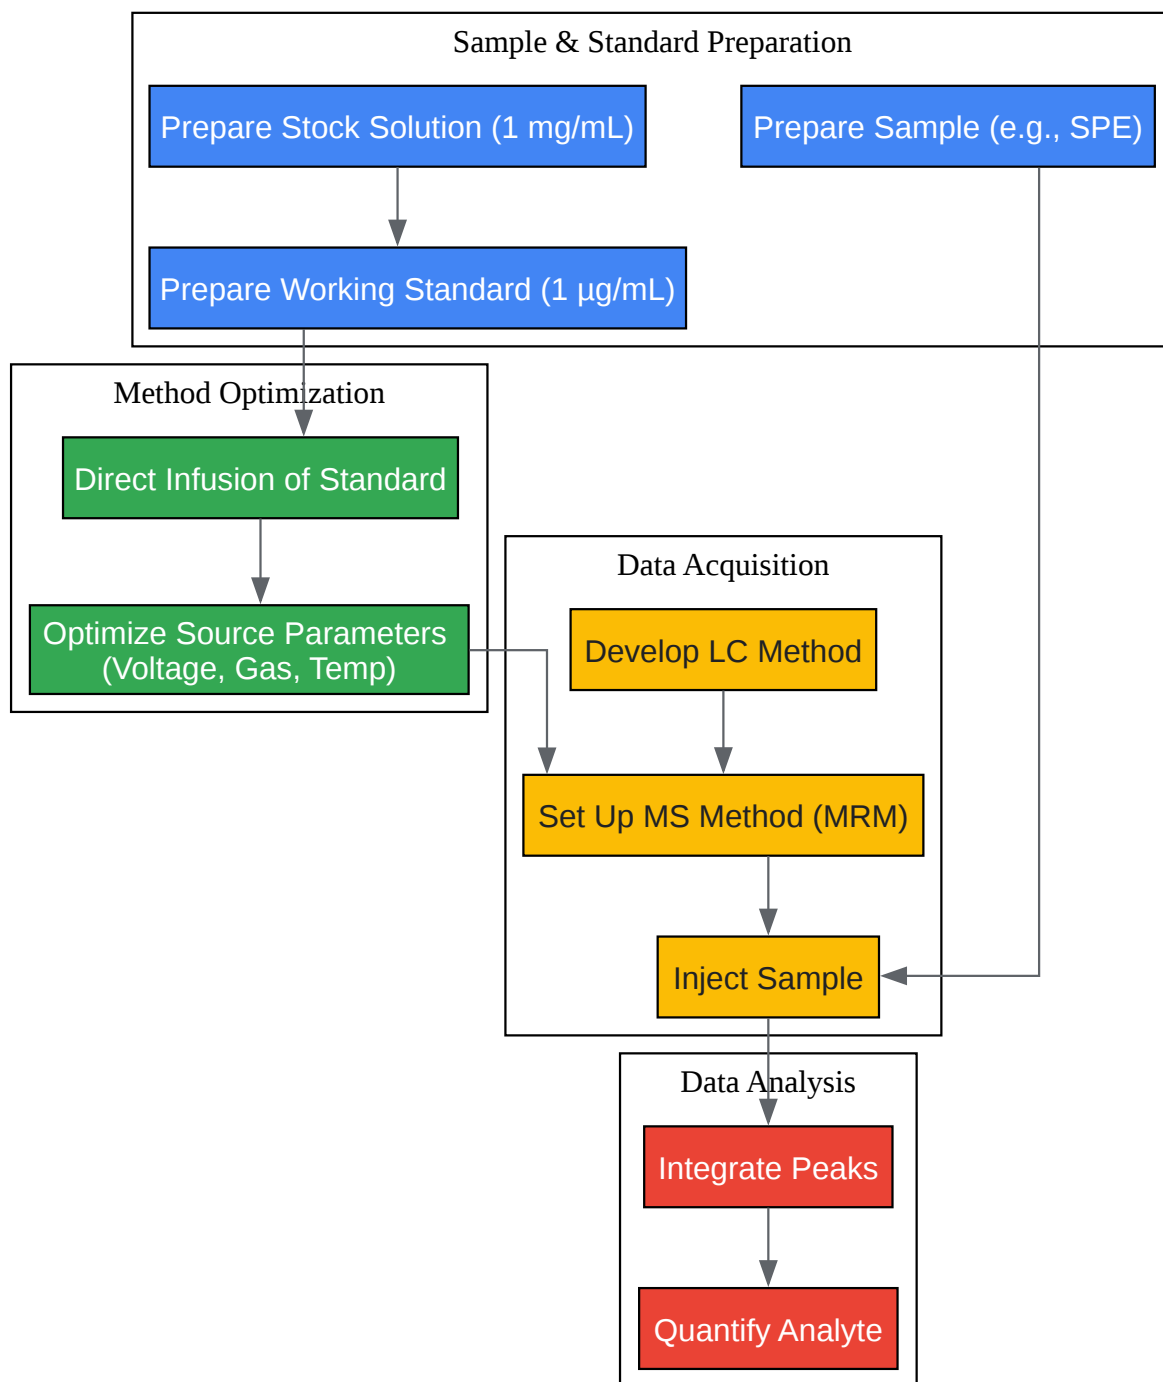 Sample & Standard Preparation
Prepare Stock Solution (1 mg/mL)
Prepare Sample (e.g., SPE)
Prepare Working Standard (1 µg/mL)
Method Optimization
Direct Infusion of Standard
Optimize Source Parameters
(Voltage, Gas, Temp)
Data Acquisition
Develop LC Method
Set Up MS Method (MRM)
Inject Sample
Data Analysis
Integrate Peaks
Quantify Analyte